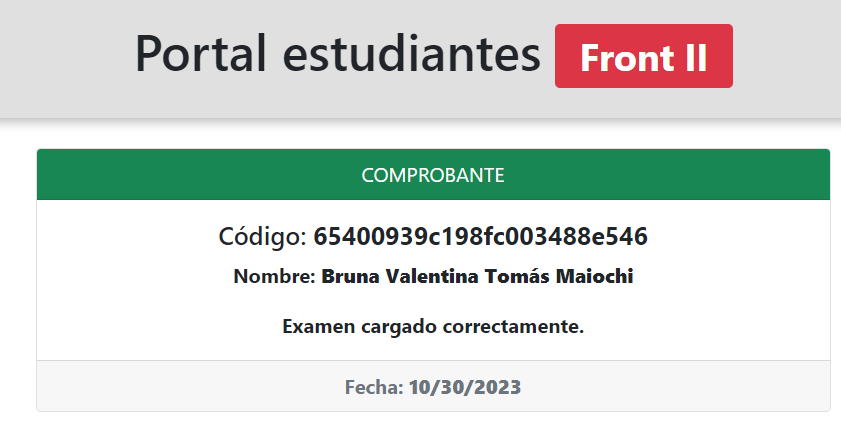 Portal estudiantes Front II
COMPROBANTE
Código: 65400939c198fc003488e546
Nombre: Bruna Valentina Tomás Maiochi
Examen cargado correctamente.
Fecha: 10/30/2023